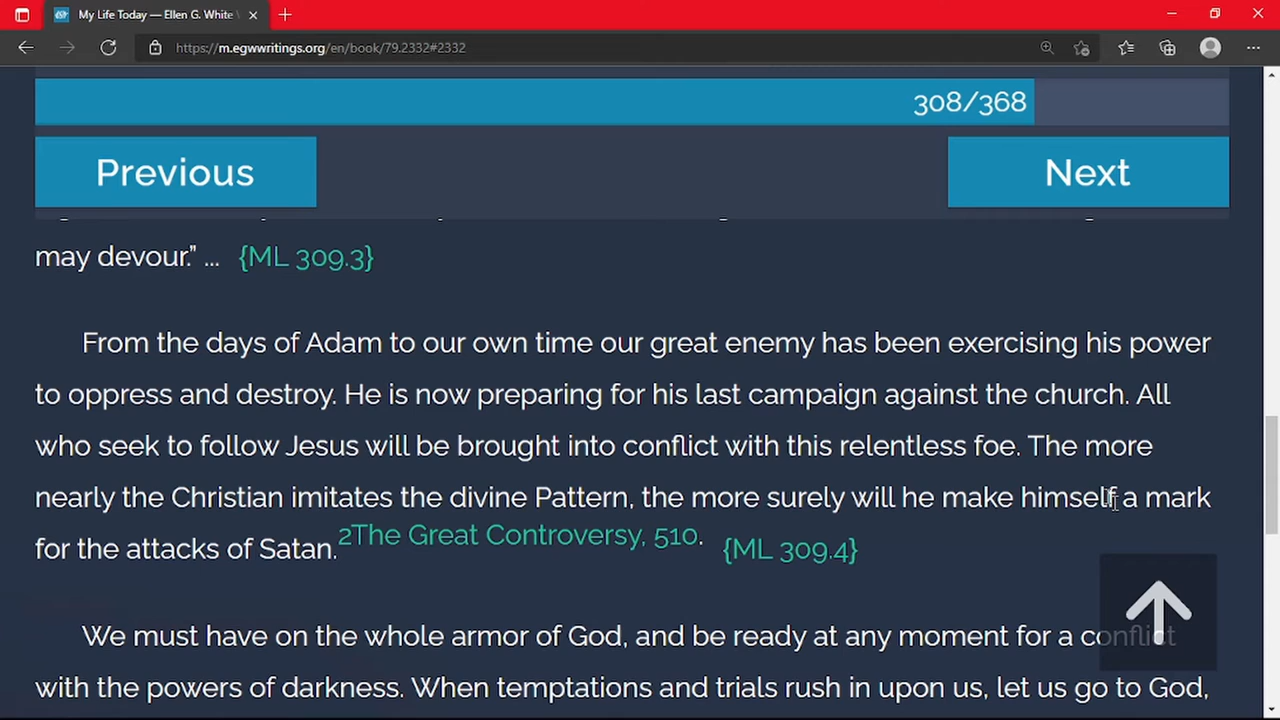 My Life Today — Ellen G. White
https://m.egwwritings.org/en/book/79.2332#2332
308/368
Previous
Next
may devour.” ... {ML 309.3}
From the days of Adam to our own time our great enemy has been exercising his power
to oppress and destroy. He is now preparing for his last campaign against the church. All
who seek to follow Jesus will be brought into conflict with this relentless foe. The more
nearly the Christian imitates the divine Pattern, the more surely will he make himself a mark
for the attacks of Satan.2The Great Controversy, 510. {ML 309.4}
We must have on the whole armor of God, and be ready at any moment for a conflict
with the powers of darkness. When temptations and trials rush in upon us, let us go to God,